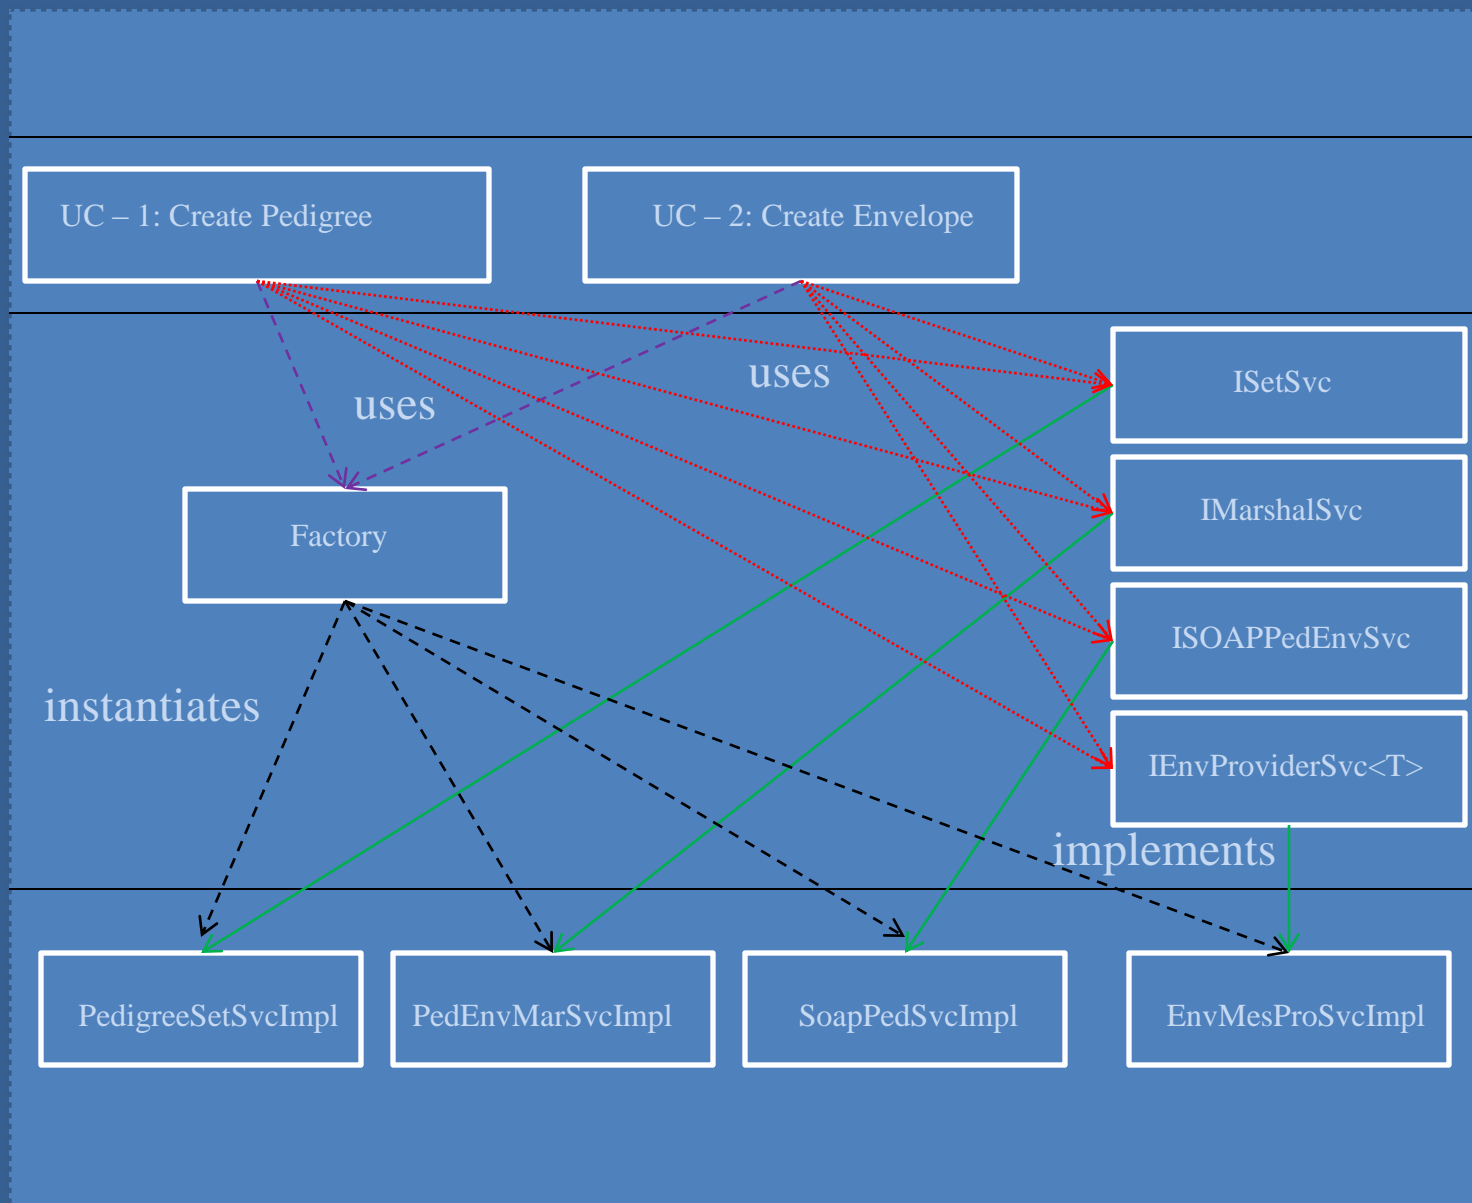 UC – 1: Create Pedigree
UC – 2: Create Envelope
uses
uses
ISetSvc
IMarshalSvc
Factory
ISOAPPedEnvSvc
instantiates
IEnvProviderSvc<T>
implements
PedigreeSetSvcImpl
PedEnvMarSvcImpl
SoapPedSvcImpl
EnvMesProSvcImpl